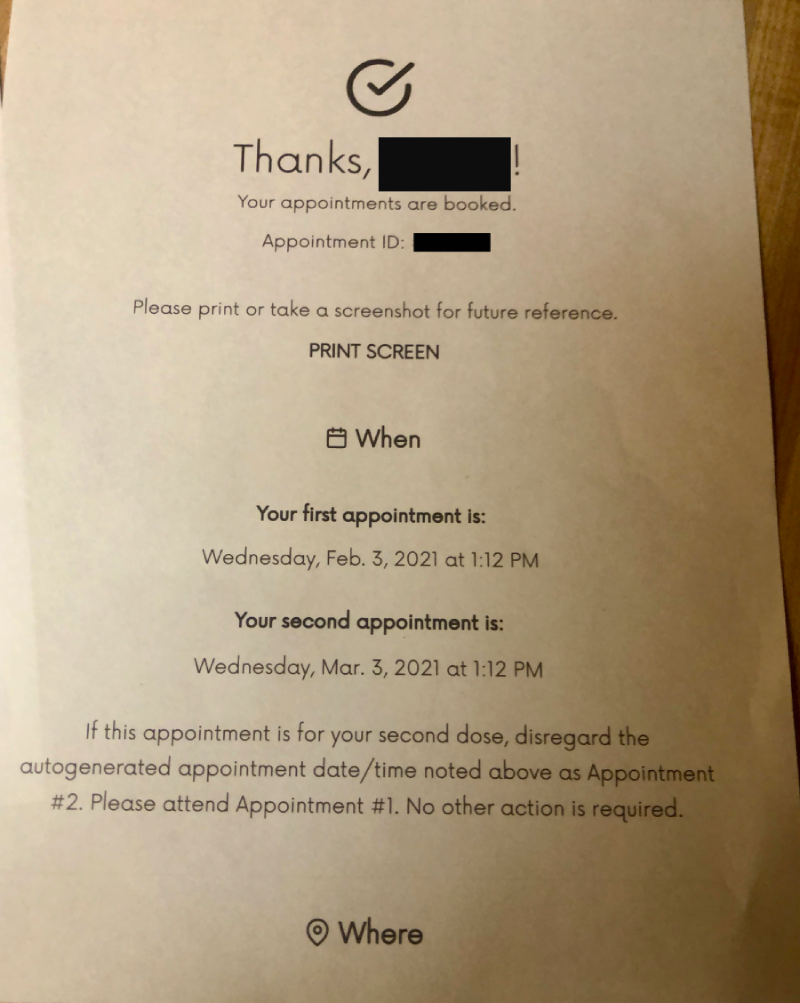 Thanks, !
Your appointments are booked.
Appointment ID:
Please print or take a screenshot for future reference.
PRINT SCREEN
When
Your first appointment is:
Wednesday, Feb. 3, 2021 at 1:12 PM
Your second appointment is:
Wednesday, Mar. 3, 2021 at 1:12 PM
If this appointment is for your second dose, disregard the
autogenerated appointment date/time noted above as Appointment
#2. Please attend Appointment #1. No other action is required.
Where